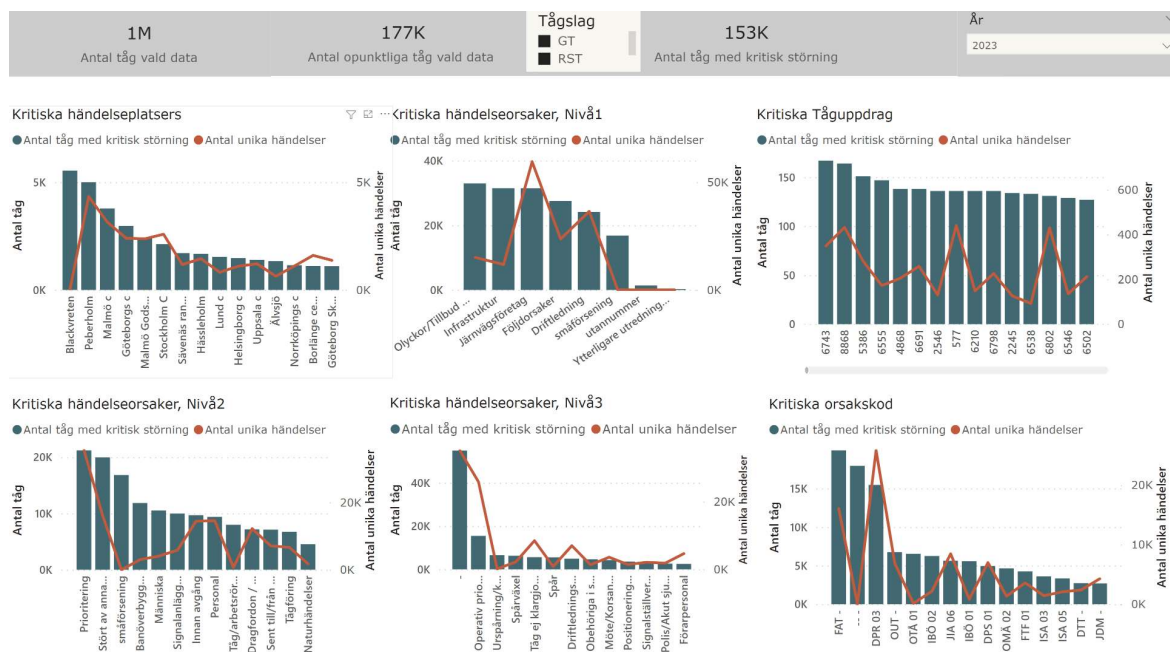 1M
Antal tåg vald data
177K
Antal opunktliga tåg vald data
Tågslag
GT
RST
153K
Antal tåg med kritisk störning
År
2023
Kritiska händelseplatsers
Antal tåg med kritisk störning Antal unika händelser
5K
0K
5K
0K
Antal tåg
Antal unika händelser
Blackvreten
Peberholm
Malmö c
Göteborgs c
Malmö Gods...
Stockholm C
Sävenäs ran...
Hässleholm
Lund c
Helsingborg c
Uppsala c
Älvsjö
Norrköpings c
Borlänge ce...
Göteborg Sk...
Kritiska händelseorsaker, Nivå1
Antal tåg med kritisk störning Antal unika händelser
40K
20K
0K
50K
0K
Antal tåg
Antal unika händelser
Olyckor/Tillbud ...
Infrastruktur
Järnvägsföretag
Följdorsaker
Driftledning
småförsening
utannummer
Ytterligare utredning...
Kritiska Tåguppdrag
Antal tåg med kritisk störning Antal unika händelser
150
100
50
0
600
400
200
0
Antal tåg
Antal unika händelser
6743
8868
5386
6555
4868
6691
2546
577
6210
6798
2245
6538
6802
6546
6502
Kritiska händelseorsaker, Nivå2
Antal tåg med kritisk störning Antal unika händelser
20K
10K
0K
20K
0K
Antal tåg
Antal unika händelser
Prioritering
Stört av anna...
småförsening
Banöverbygg...
Människa
Signalanlägg...
Innan avgång
Personal
Tåg/arbetsrör...
Dragfordon / ...
Sent till/från ...
Tågföring
Naturhändelser
Kritiska händelseorsaker, Nivå3
Antal tåg med kritisk störning Antal unika händelser
40K
20K
0K
20K
0K
Antal tåg
Antal unika händelser
-
Operativ prio...
Urspårning/k...
Spårväxel
Tåg ej klargjo...
Spår
Driftlednings...
Obehöriga i s...
Möte/Korsan...
Positionering...
Signalställver...
Polis/Akut sju...
Förarpersonal
Kritiska orsakskod
Antal tåg med kritisk störning Antal unika händelser
15K
10K
5K
0K
20K
10K
0K
Antal tåg
Antal unika händelser
FAT -
-- -
DPR 03
OUT -
OTÅ 01
IBO 02
JIA 06
IBÖ 01
DPS 01
OMÄ 02
FTF 01
ISA 03
ISA 05
DTT -
JDM -